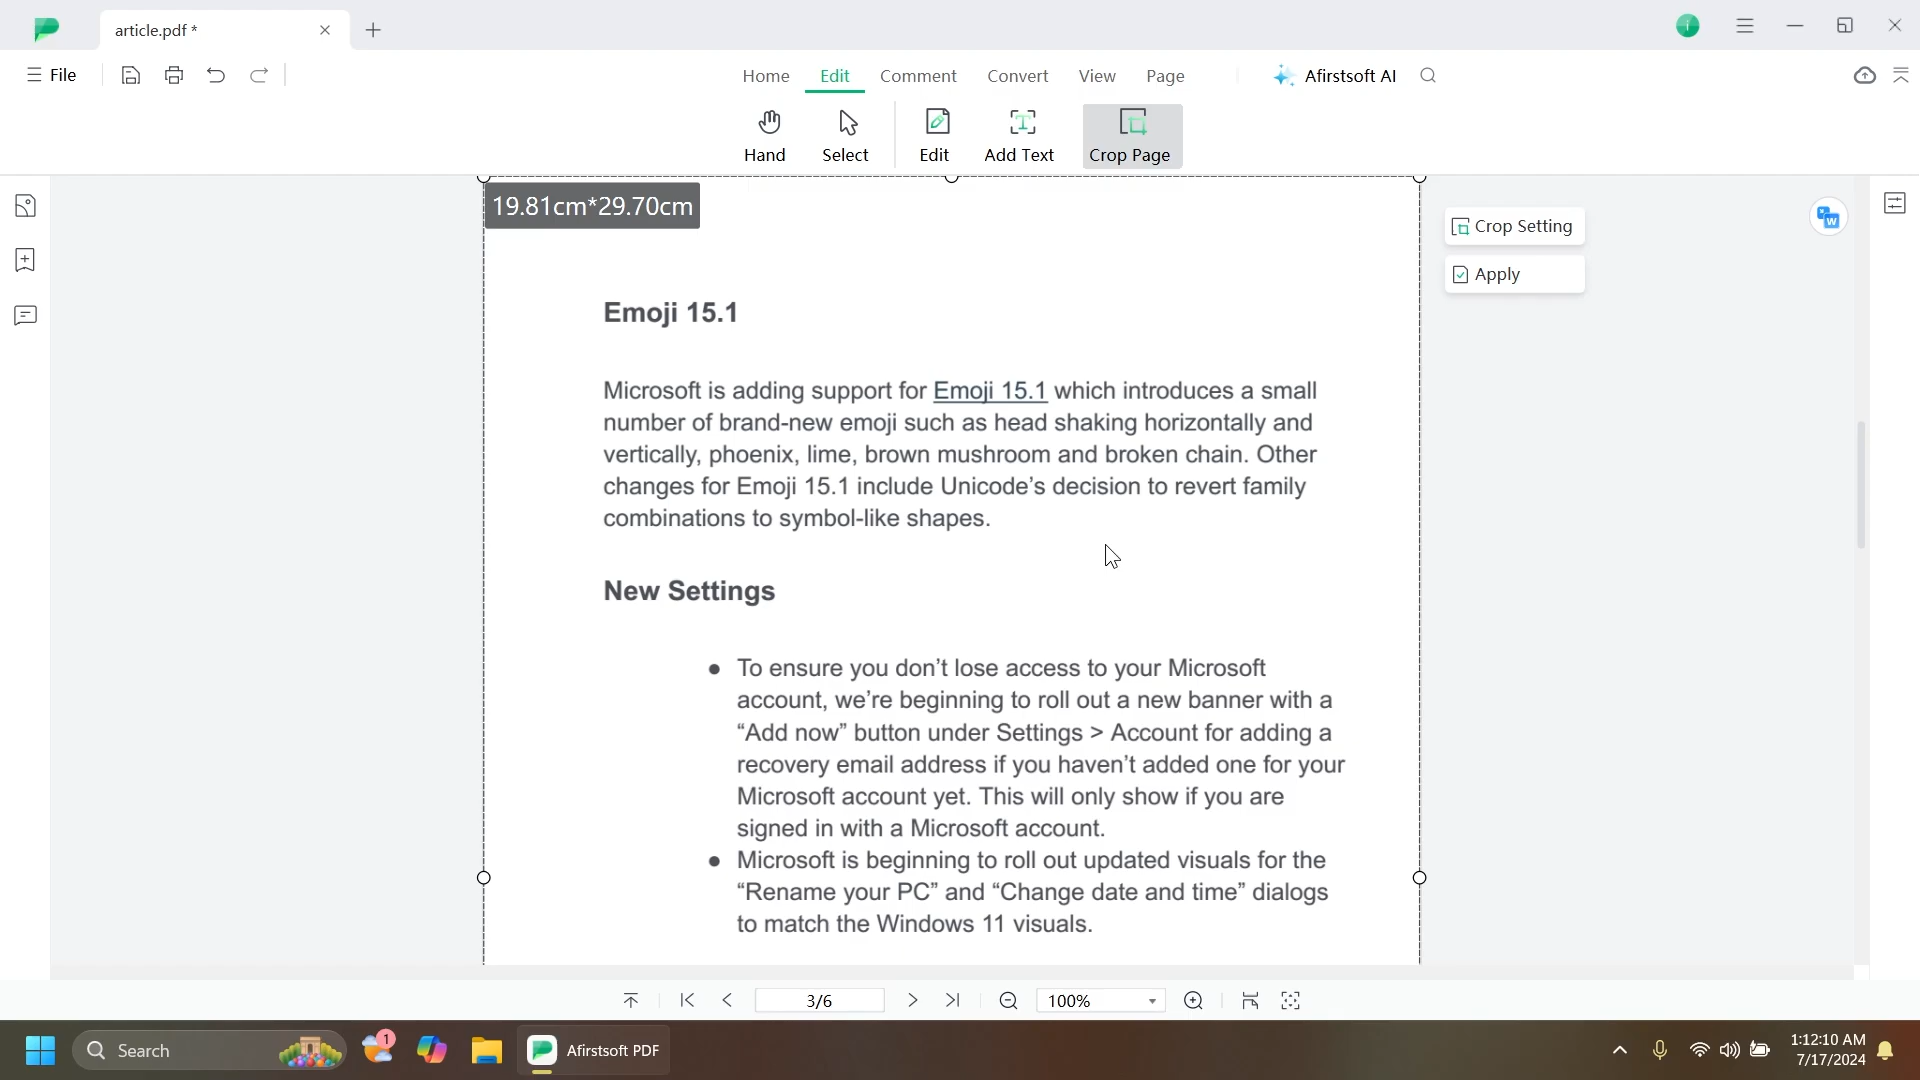 article.pdf *
File
Home Edit Comment Convert View Page Afirstsoft AI
Hand Select Edit Add Text Crop Page
19.81cm*29.70cm
Crop Setting
Apply
Emoji 15.1
Microsoft is adding support for Emoji 15.1 which introduces a small
number of brand-new emoji such as head shaking horizontally and
vertically, phoenix, lime, brown mushroom and broken chain. Other
changes for Emoji 15.1 include Unicode’s decision to revert family
combinations to symbol-like shapes.
New Settings
● To ensure you don’t lose access to your Microsoft
account, we’re beginning to roll out a new banner with a
“Add now” button under Settings > Account for adding a
recovery email address if you haven’t added one for your
Microsoft account yet. This will only show if you are
signed in with a Microsoft account.
● Microsoft is beginning to roll out updated visuals for the
“Rename your PC” and “Change date and time” dialogs
to match the Windows 11 visuals.
3/6 100%
Search 1 Afirstsoft PDF
1:12:10 AM
7/17/2024